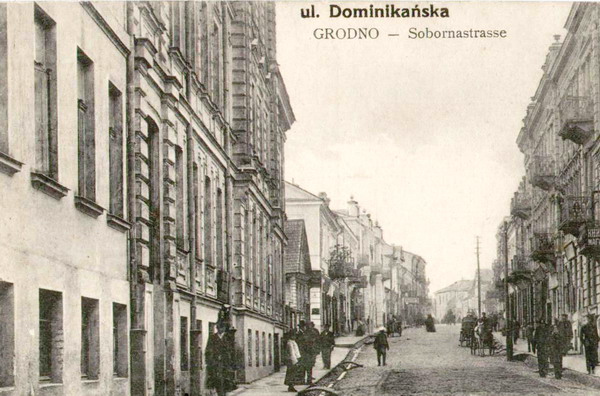 ul. Dominikańska
GRODNO – Sobornastrasse